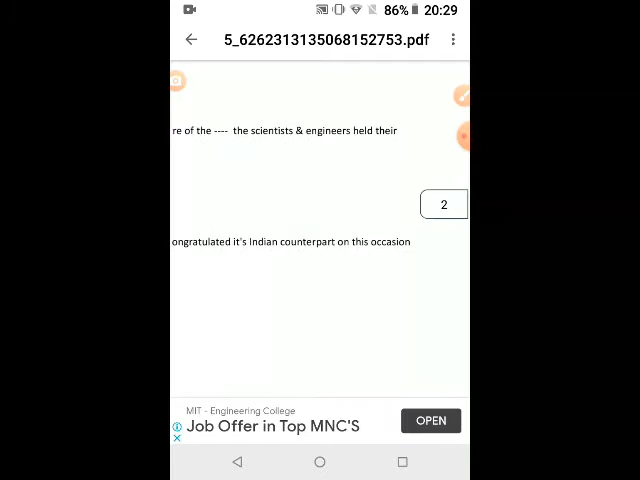 86% 20:29
5_6262313135068152753.pdf
re of the ---- the scientists & engineers held their
2
ongratulated it's Indian counterpart on this occasion
MIT - Engineering College
Job Offer in Top MNC'S
OPEN